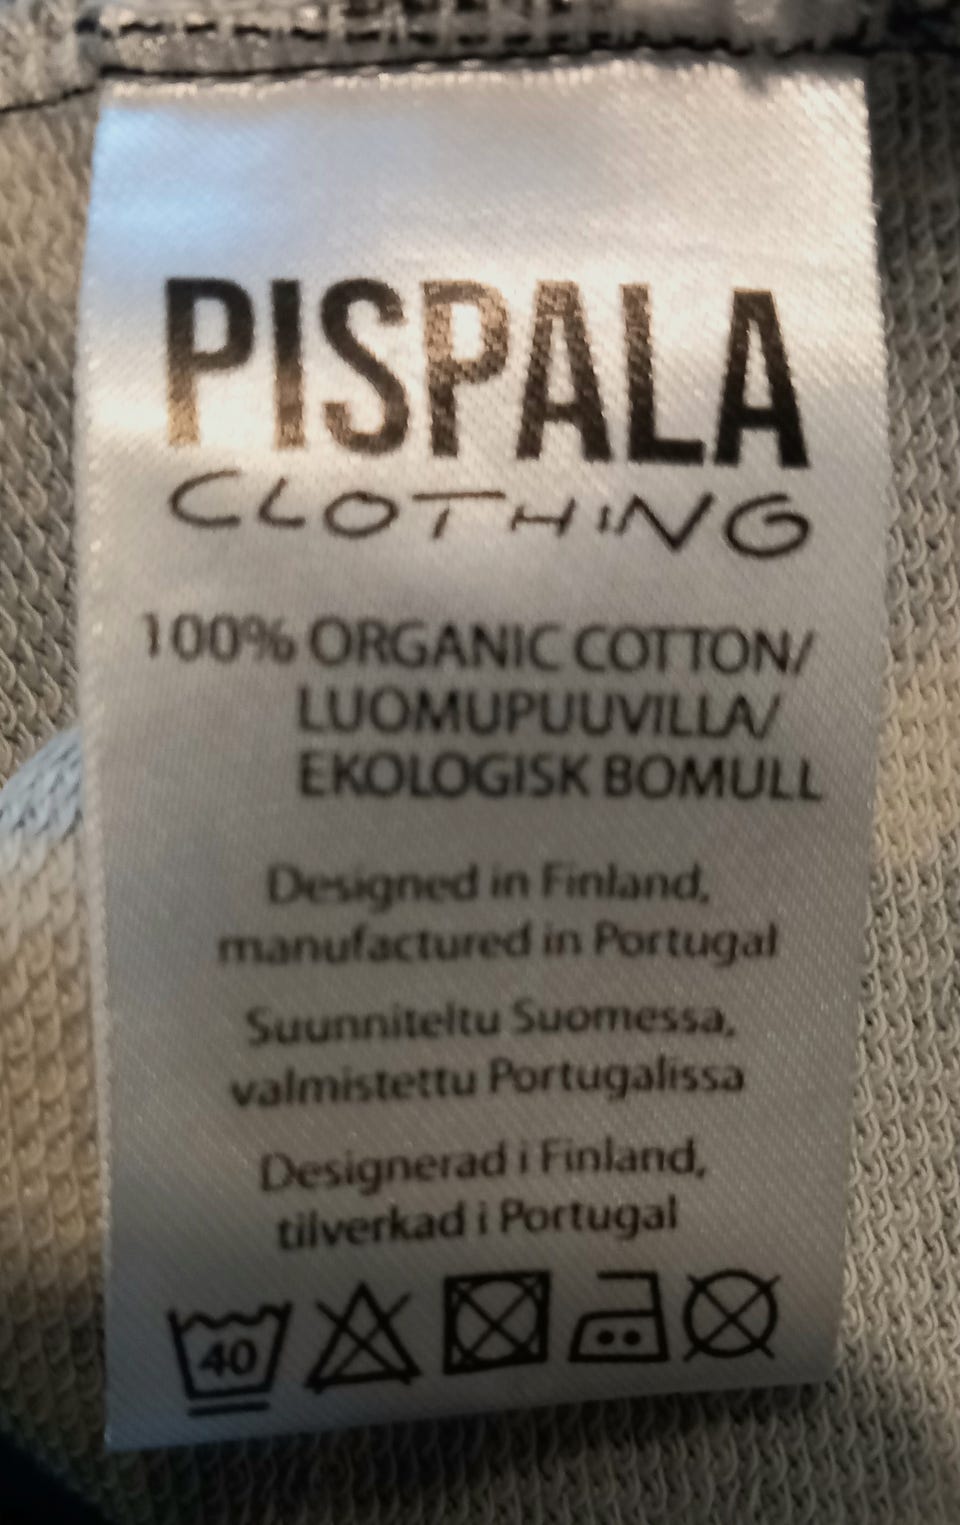 PISPALA
CLOTHING
100% ORGANIC COTTON/
LUOMUPUUVILLA/
EKOLOGISK BOMULL
Designed in Finland,
manufactured in Portugal
Suunniteltu Suomessa,
valmistettu Portugalissa
Designerad i Finland,
tilverkad i Portugal
40